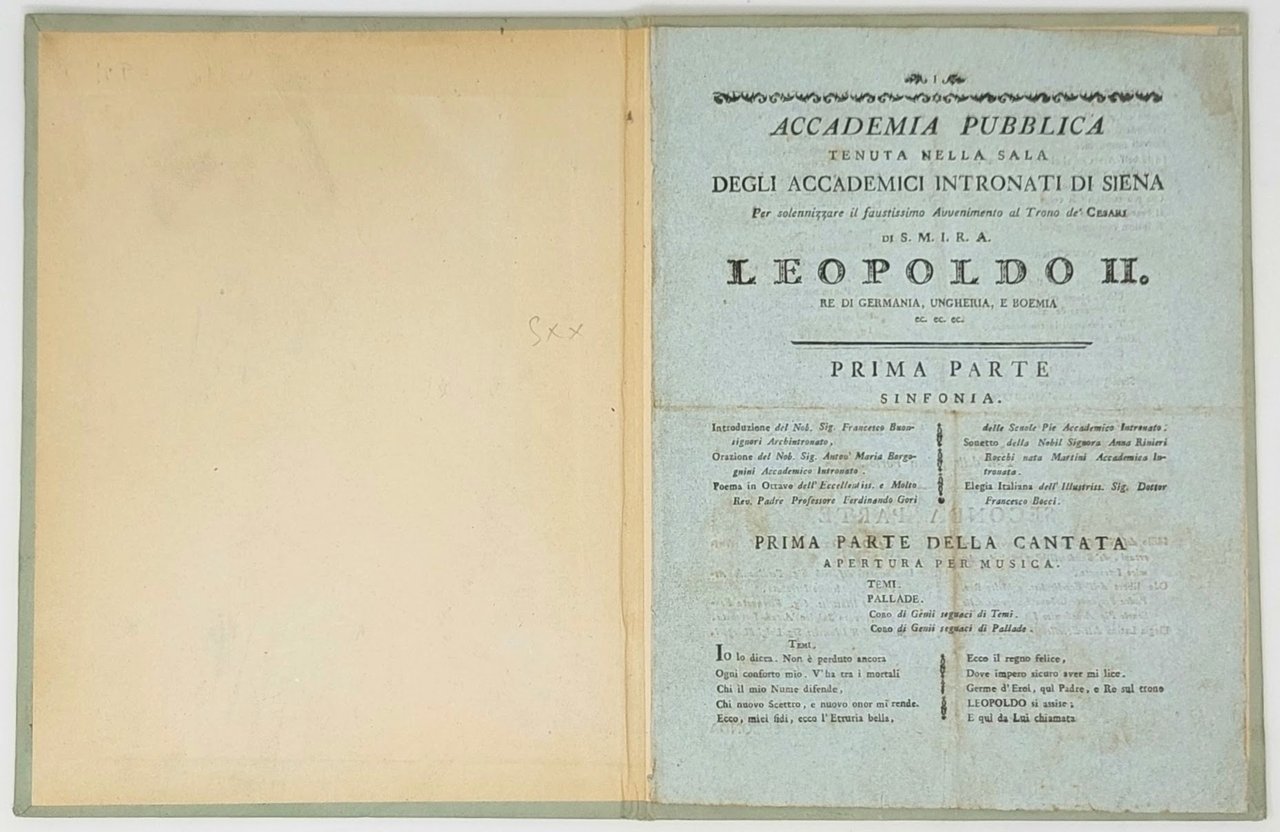 Sxx
1
ACCADEMIA PUBBLICA
TENUTA NELLA SALA
DEGLI ACCADEMICI INTRONATI DI SIENA
Per solennizzare il faustissimo Avvenimento al Trono de' CESARI
DI S. M. I. R. A.
LEOPOLDO II.
RE DI GERMANIA, UNGHERIA, E BOEMIA
ec. ec. ec.
PRIMA PARTE
SINFONIA.
Introduzione del Nob. Sig. Francesco Buon-
signori Archintronato,
Orazione del Nob. Sig. Anton' Maria Borgo-
gnini Accademico Intronato.
Poema in Ottave dell' Eccellentiss. e Molto
Rev. Padre Professore Ferdinando Gori
delle Scuole Pie Accademico Intronato.
Sonetto della Nobil Signora Anna Rinieri
Rocchi nata Martini Accademica In-
tronata.
Elegia Italiana dell' Illustriss. Sig. Dottor
Francesco Bocci.
PRIMA PARTE DELLA CANTATA
APERTURA PER MUSICA.
TEMI.
PALLADE.
CORO di Genii seguaci di Temi.
CORO di Genii seguaci di Pallade.
TEMI.
Io lo dicea. Non è perduto ancora
Ogni conforto mio. V'ha tra i mortali
Chi il mio Nume difende,
Chi nuovo Scettro, e nuovo onor mi rende.
Ecco, miei fidi, ecco l'Etruria bella,
Ecco il regno felice,
Dove impero sicuro aver mi lice.
Germe d'Eroi, qui Padre, e Re sul trono
LEOPOLDO si assise;
E qui da Lui chiamata